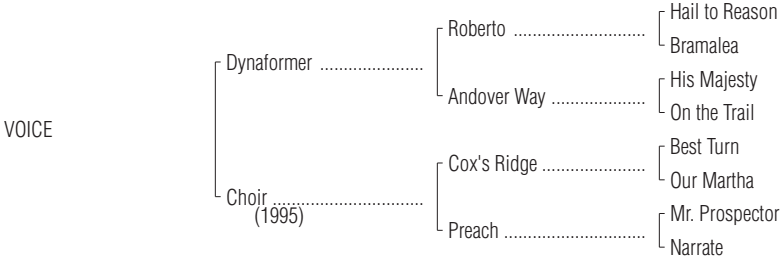 Hail to Reason
Roberto ............................
Bramalea
Dynaformer ......................
His Majesty
Andover Way ....................
On the Trail
VOICE
Best Turn
Cox's Ridge .......................
Our Martha
Choir ................................
(1995)
Mr. Prospector
Preach ..............................
Narrate